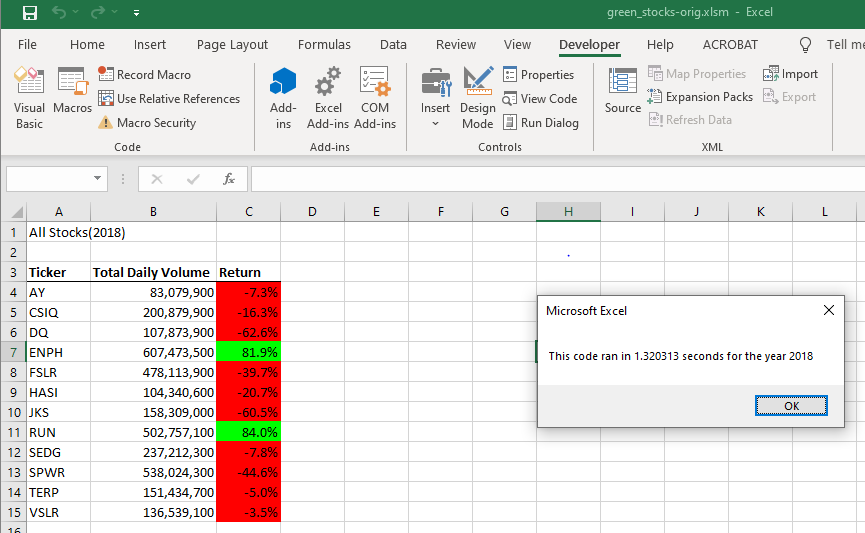 green_stocks-orig.xlsm - Excel
File Home Insert Page Layout Formulas Data Review View Developer Help ACROBAT Tell me
Visual Basic
Macros
Record Macro
Use Relative References
Macro Security
Code
Add-ins
Excel Add-ins
COM Add-ins
Add-ins
Insert
Design Mode
Properties
View Code
Run Dialog
Controls
Source
Map Properties
Expansion Packs
Refresh Data
Import
Export
XML
fx
A B C D E F G H I J K L
1 All Stocks(2018)
2 .
3 Ticker Total Daily Volume Return
4 AY 83,079,900 -7.3%
5 CSIQ 200,879,900 -16.3%
6 DQ 107,873,900 -62.6%
7 ENPH 607,473,500 81.9%
8 FSLR 478,113,900 -39.7%
9 HASI 104,340,600 -20.7%
10 JKS 158,309,000 -60.5%
11 RUN 502,757,100 84.0%
12 SEDG 237,212,300 -7.8%
13 SPWR 538,024,300 -44.6%
14 TERP 151,434,700 -5.0%
15 VSLR 136,539,100 -3.5%
16
Microsoft Excel
This code ran in 1.320313 seconds for the year 2018
OK